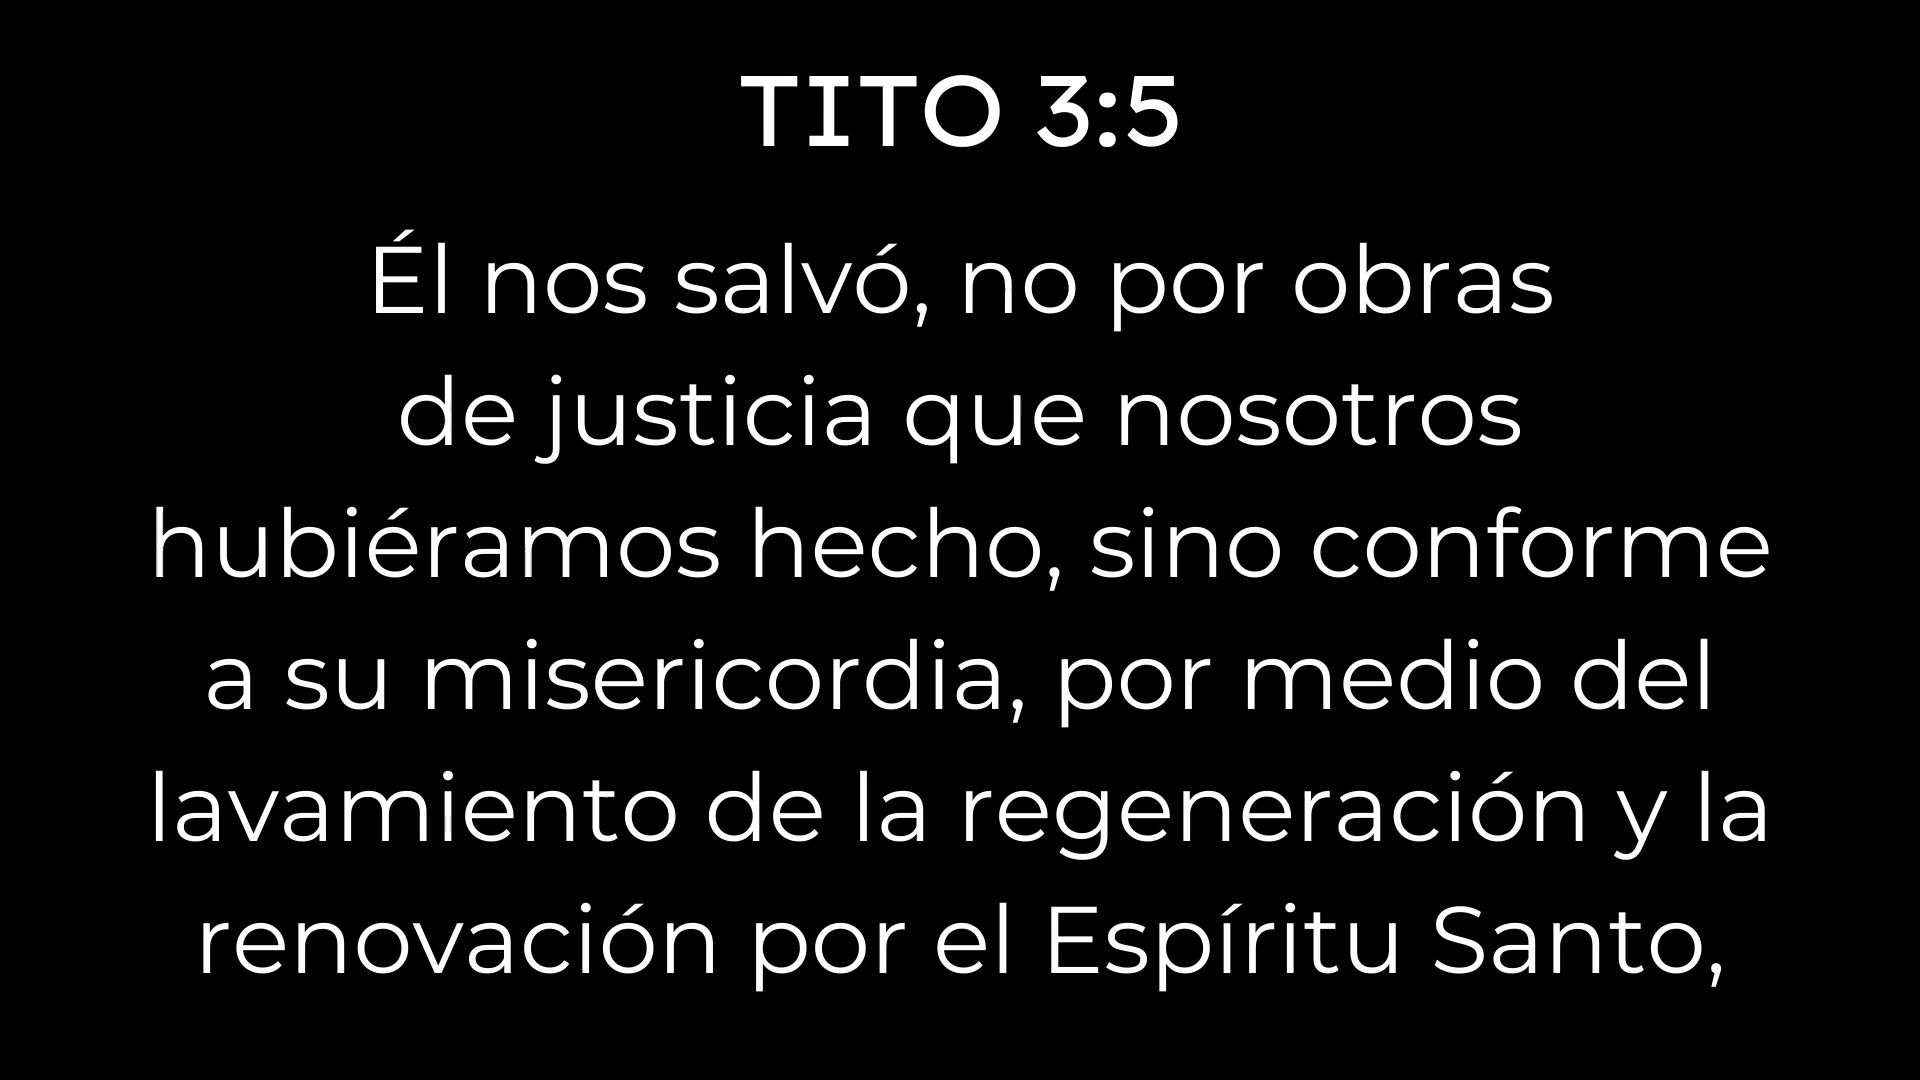 TITO 3:5
Él nos salvó, no por obras
de justicia que nosotros
hubiéramos hecho, sino conforme
a su misericordia, por medio del
lavamiento de la regeneración y la
renovación por el Espíritu Santo,